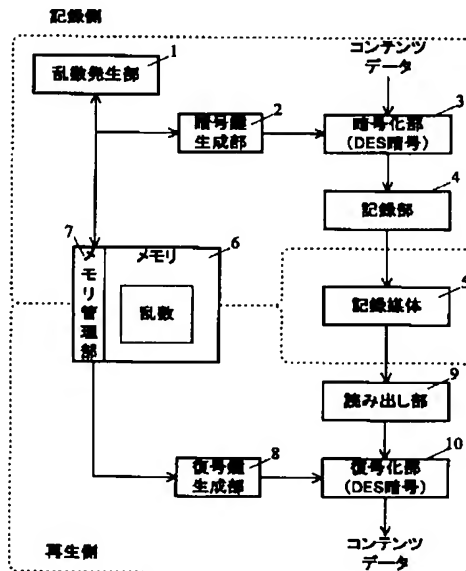 記録側
1
乱数発生部
コンテンツ
データ
2
暗号鍵
生成部
3
暗号化部
(DES暗号)
4
記録部
7
メモリ管理部
メモリ
6
乱数
5
記録媒体
9
読み出し部
8
復号鍵
生成部
10
復号化部
(DES暗号)
再生側
コンテンツ
データ